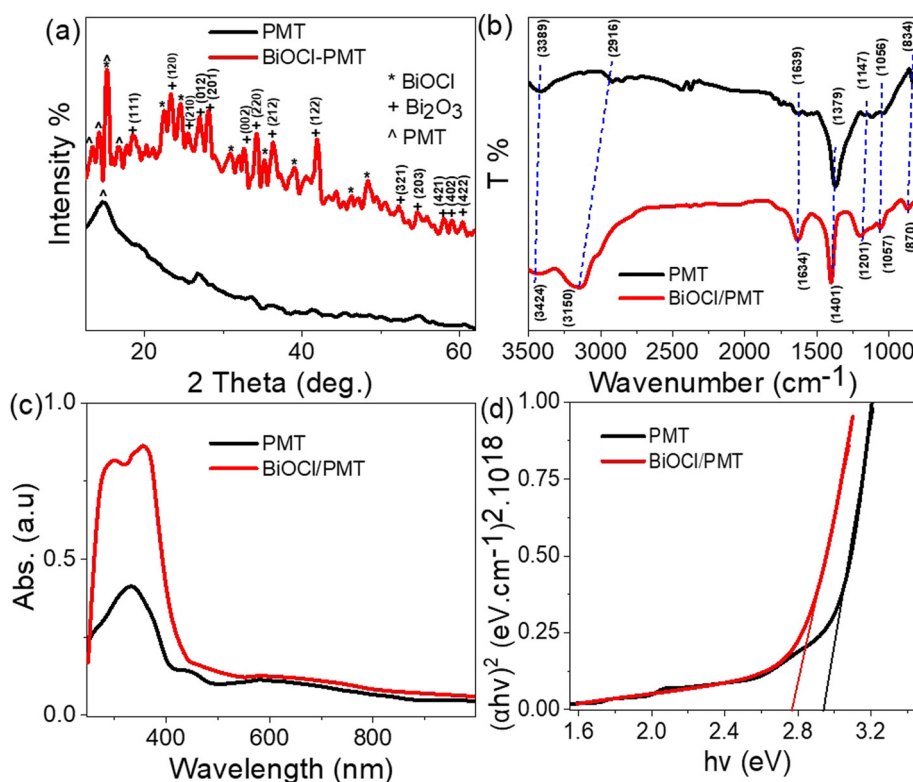 (a)
PMT
BiOCl-PMT
* BiOCl
+ Bi₂O₃
^ PMT
^ ^ * ^ + (111) * + (120) * + (210) + (012) + (201) * + (002) + (220) * + (212) * + (122) * * + (321) + (203) + (421) + (402) + (422)
^
Intensity %
20 40 60
2 Theta (deg.)
(b)
(3389) (2916) (1639) (1379) (1147) (1056) (834)
T %
(3424) (3150) (1634) (1401) (1201) (1057) (870)
PMT
BiOCl/PMT
3500 3000 2500 2000 1500 1000
Wavenumber (cm⁻¹)
(c)
PMT
BiOCl/PMT
Abs. (a.u)
1.0
0.5
0.0
400 600 800
Wavelength (nm)
(d)
PMT
BiOCl/PMT
(αhν)² (eV.cm⁻¹)2.10¹⁸
1.00
0.75
0.50
0.25
0.00
1.6 2.0 2.4 2.8 3.2
hν (eV)